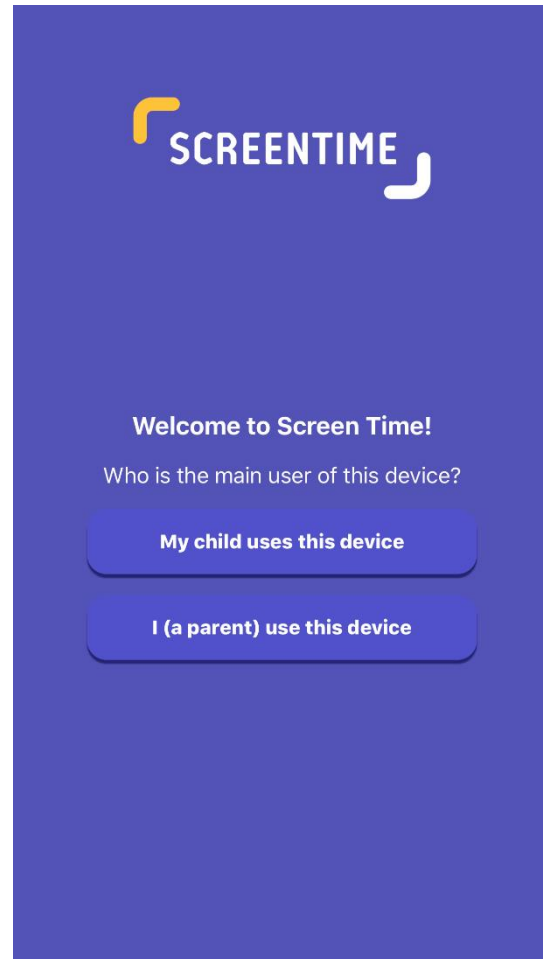 SCREENTIME
Welcome to Screen Time!
Who is the main user of this device?
My child uses this device
I (a parent) use this device